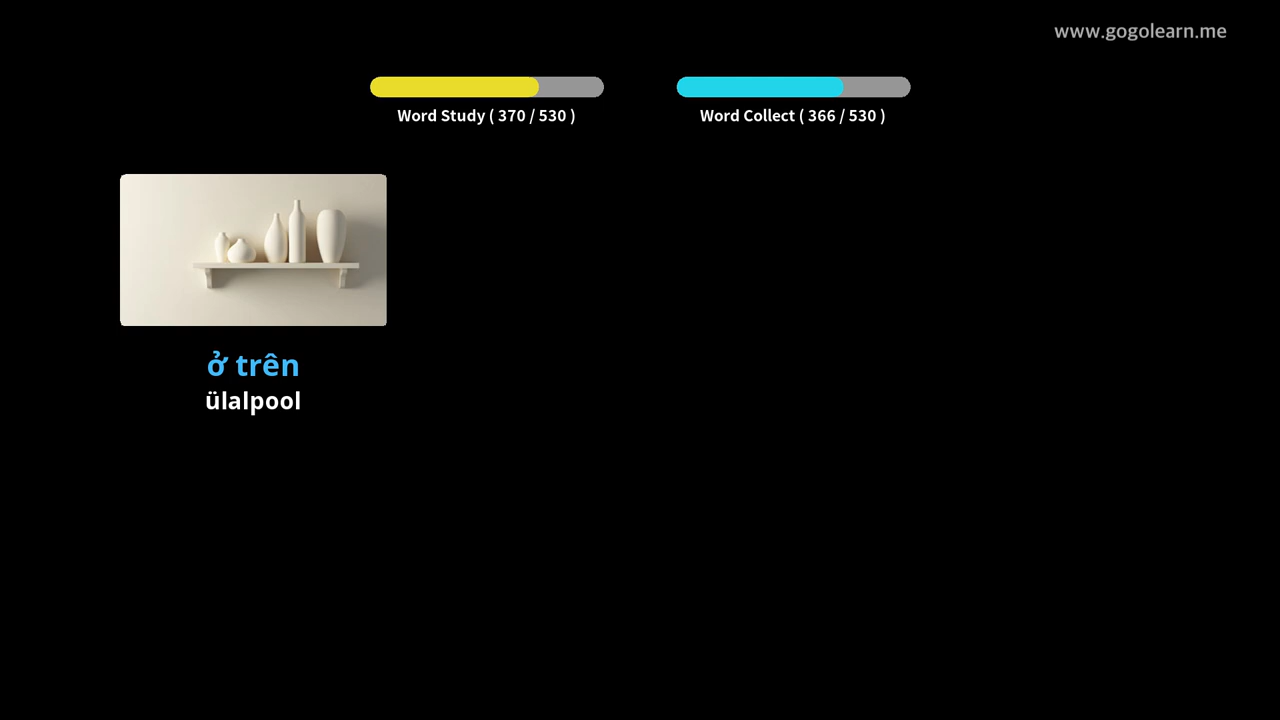 www.gogolearn.me
Word Study ( 370 / 530 )
Word Collect ( 366 / 530 )
ở trên
ülalpool